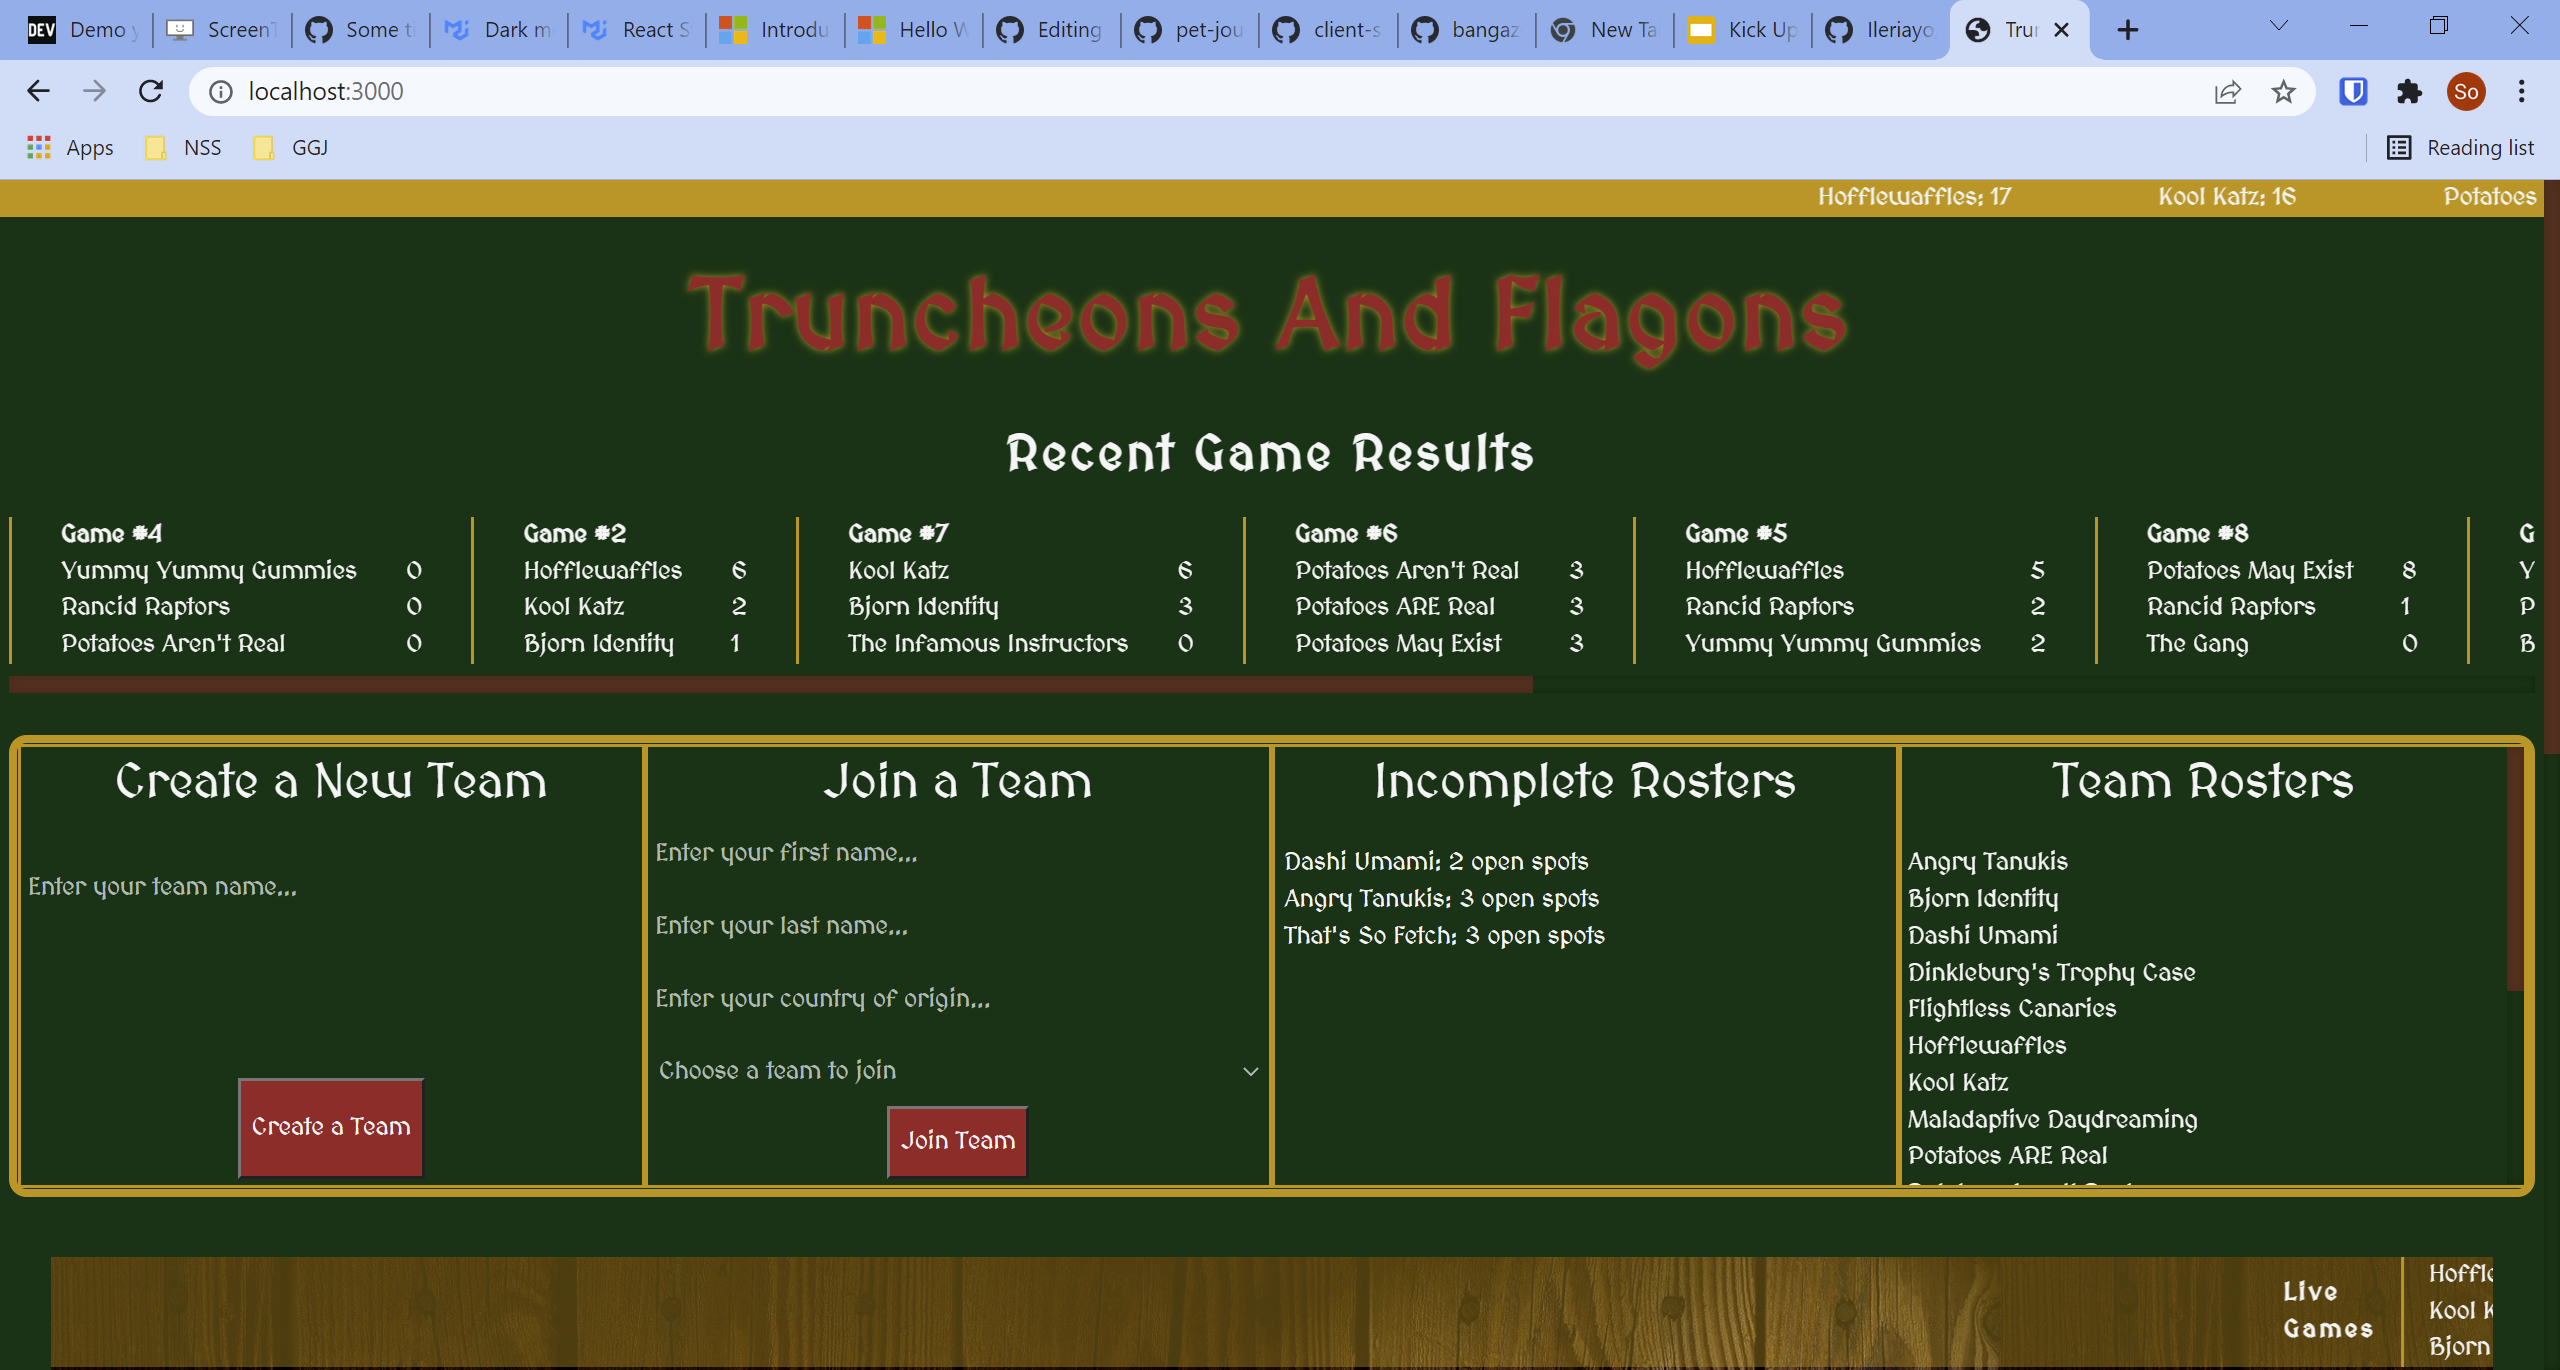 DEV Demo y
ScreenT
Some ti
Dark m
React S
Introdu
Hello W
Editing
pet-jou
client-s
bangaz
New Ta
Kick Up
Ileriayo
Trun
localhost:3000
So
Apps
NSS
GGJ
Reading list
Hofflewaffles: 17 Kool Katz: 16 Potatoes
Truncheons And Flagons
Recent Game Results
Game #4
Yummy Yummy Gummies 0
Rancid Raptors 0
Potatoes Aren't Real 0
Game #2
Hofflewaffles 6
Kool Katz 2
Bjorn Identity 1
Game #7
Kool Katz 6
Bjorn Identity 3
The Infamous Instructors 0
Game #6
Potatoes Aren't Real 3
Potatoes ARE Real 3
Potatoes May Exist 3
Game #5
Hofflewaffles 5
Rancid Raptors 2
Yummy Yummy Gummies 2
Game #8
Potatoes May Exist 8
Rancid Raptors 1
The Gang 0
G
Y
P
B
Create a New Team
Enter your team name...
Create a Team
Join a Team
Enter your first name...
Enter your last name...
Enter your country of origin...
Choose a team to join
Join Team
Incomplete Rosters
Dashi Umami: 2 open spots
Angry Tanukis: 3 open spots
That's So Fetch: 3 open spots
Team Rosters
Angry Tanukis
Bjorn Identity
Dashi Umami
Dinkleburg's Trophy Case
Flightless Canaries
Hofflewaffles
Kool Katz
Maladaptive Daydreaming
Potatoes ARE Real
Live
Games
Hoffle
Kool K
Bjorn